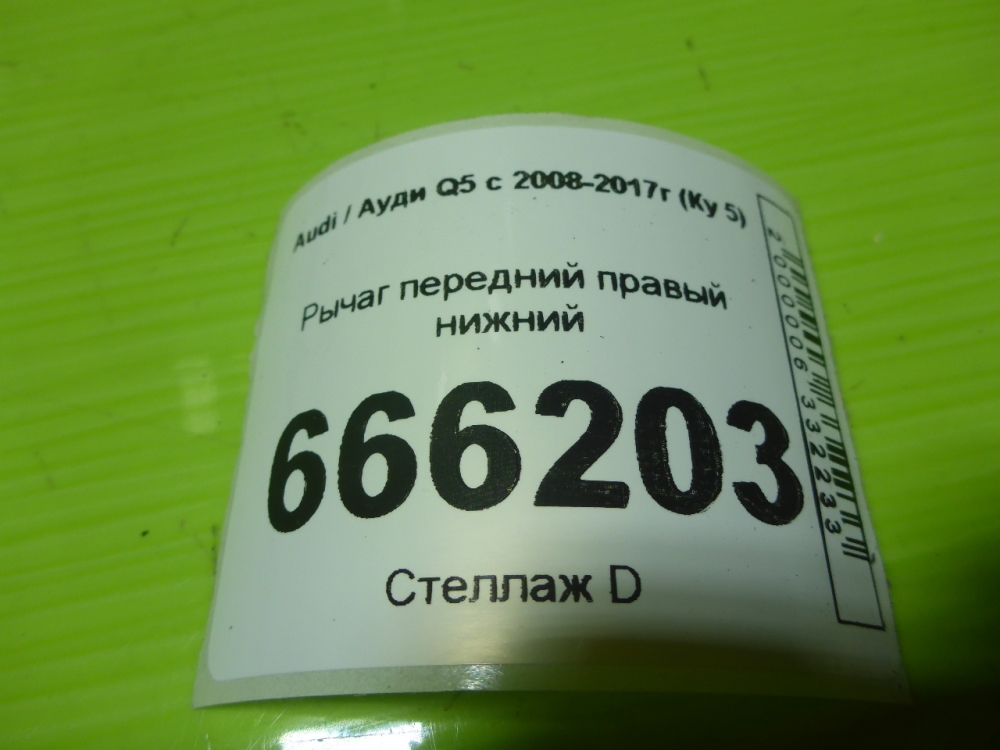 Audi / Ауди Q5 с 2008-2017г (Ку 5)
Рычаг передний правый
нижний
666203
Стеллаж D
2000006332233